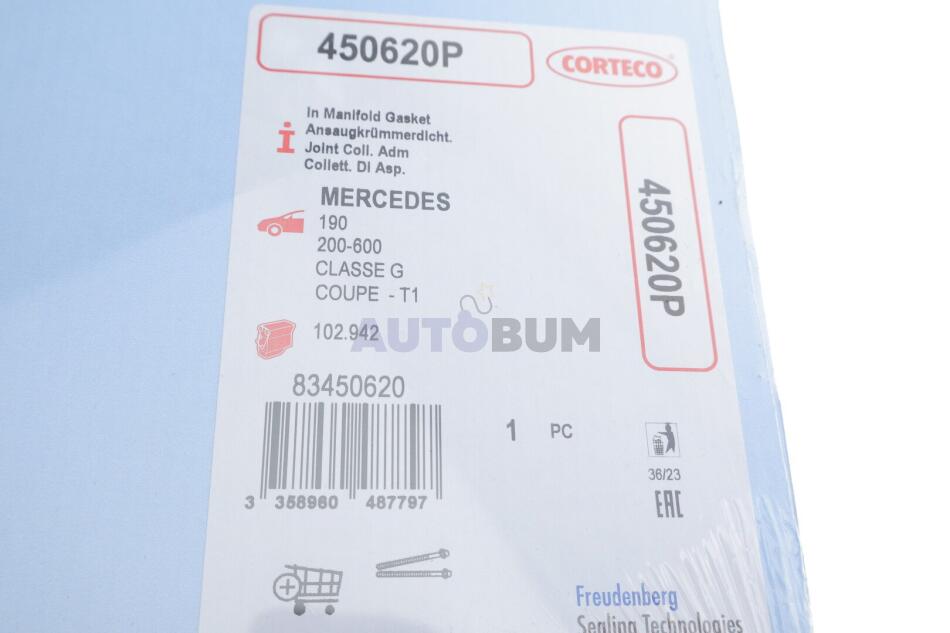 450620P
CORTECO
In Manifold Gasket
Ansaugkrümmerdicht.
Joint Coll. Adm
Collett. Di Asp.
450620P
MERCEDES
190
200-600
CLASSE G
COUPE - T1
102.942
AUTOBUM
83450620
1 PC
36/23
EAC
3 358960 487797
Freudenberg
Sealing Technologies